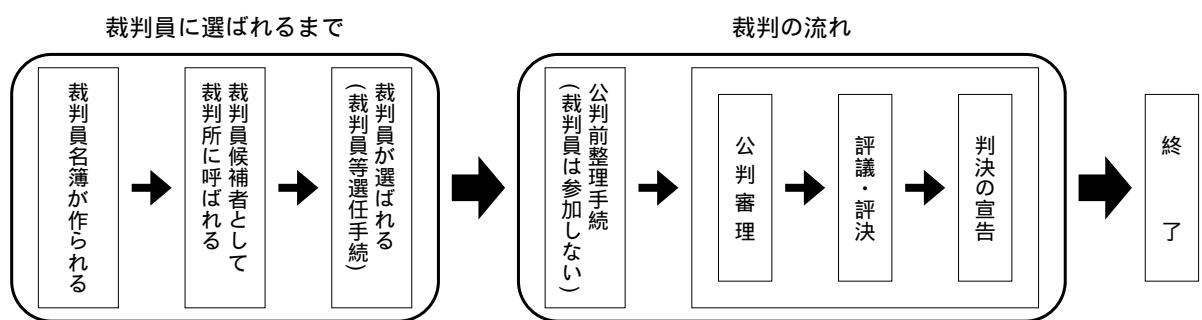 裁判員に選ばれるまで
裁判員名簿が作られる
裁判員候補者として
裁判所に呼ばれる
裁判員が選ばれる
(裁判員等選任手続)
裁判の流れ
公判前整理手続
(裁判員は参加しない)
公判審理
評議・評決
判決の宣告
終了